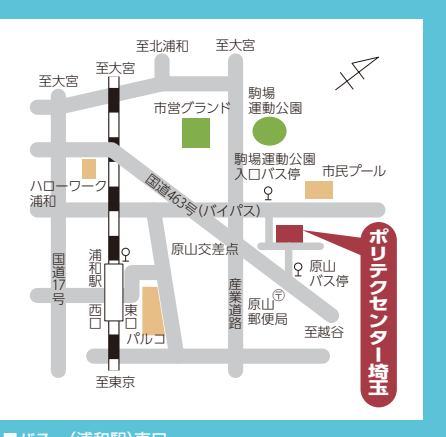 至北浦和
至大宮
至大宮
至大宮
駒場
運動公園
市営グランド
駒場運動公園
入口バス停
市民プール
ハローワーク
浦和
国道463号(バイパス)
ポリテクセンター埼玉
原山交差点
国道17号
浦和駅
西口
東口
パルコ
産業道路
原山
バス停
〒
原山
郵便局
至越谷
至東京